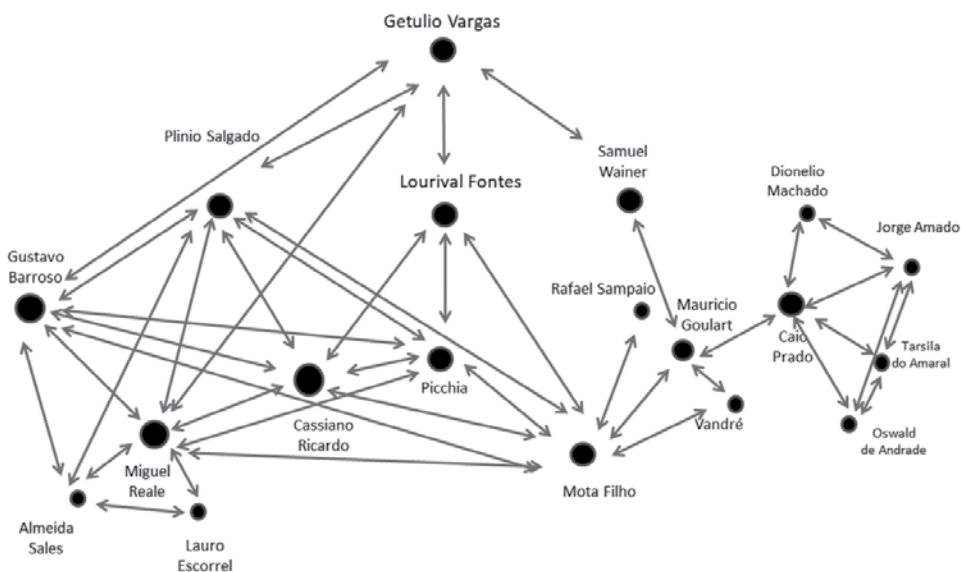 Getulio Vargas
Plinio Salgado
Samuel
Wainer
Lourival Fontes
Dionelio
Machado
Jorge Amado
Gustavo
Barroso
Rafael Sampaio
Mauricio
Goulart
Caio
Prado
Tarsila
do Amaral
Picchia
Cassiano
Ricardo
Vandré
Oswald
de Andrade
Miguel
Reale
Mota Filho
Almeida
Sales
Lauro
Escorrel